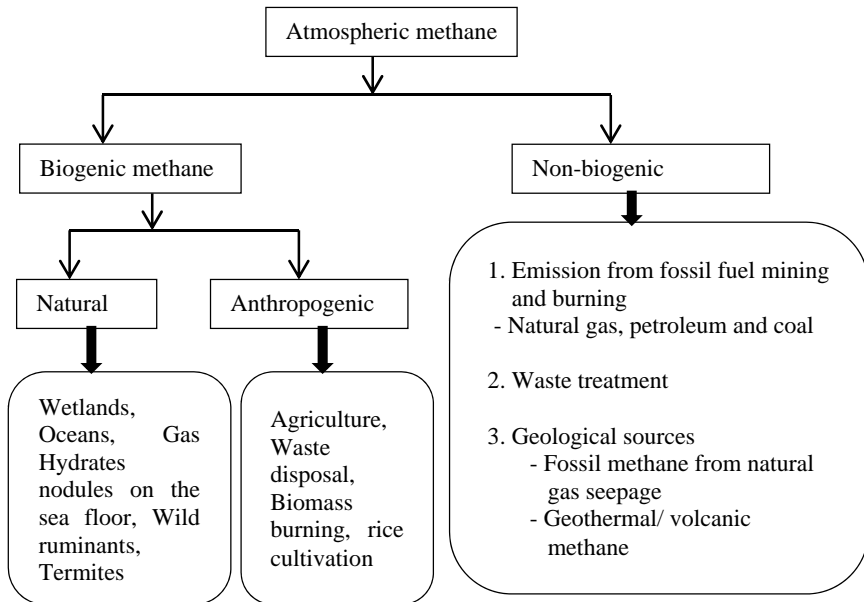 Atmospheric methane
Biogenic methane
Non-biogenic
Natural
Anthropogenic
Wetlands,
Oceans, Gas
Hydrates
nodules on the
sea floor, Wild
ruminants,
Termites
Agriculture,
Waste
disposal,
Biomass
burning, rice
cultivation
1. Emission from fossil fuel mining
and burning
- Natural gas, petroleum and coal
2. Waste treatment
3. Geological sources
- Fossil methane from natural
gas seepage
- Geothermal/ volcanic
methane